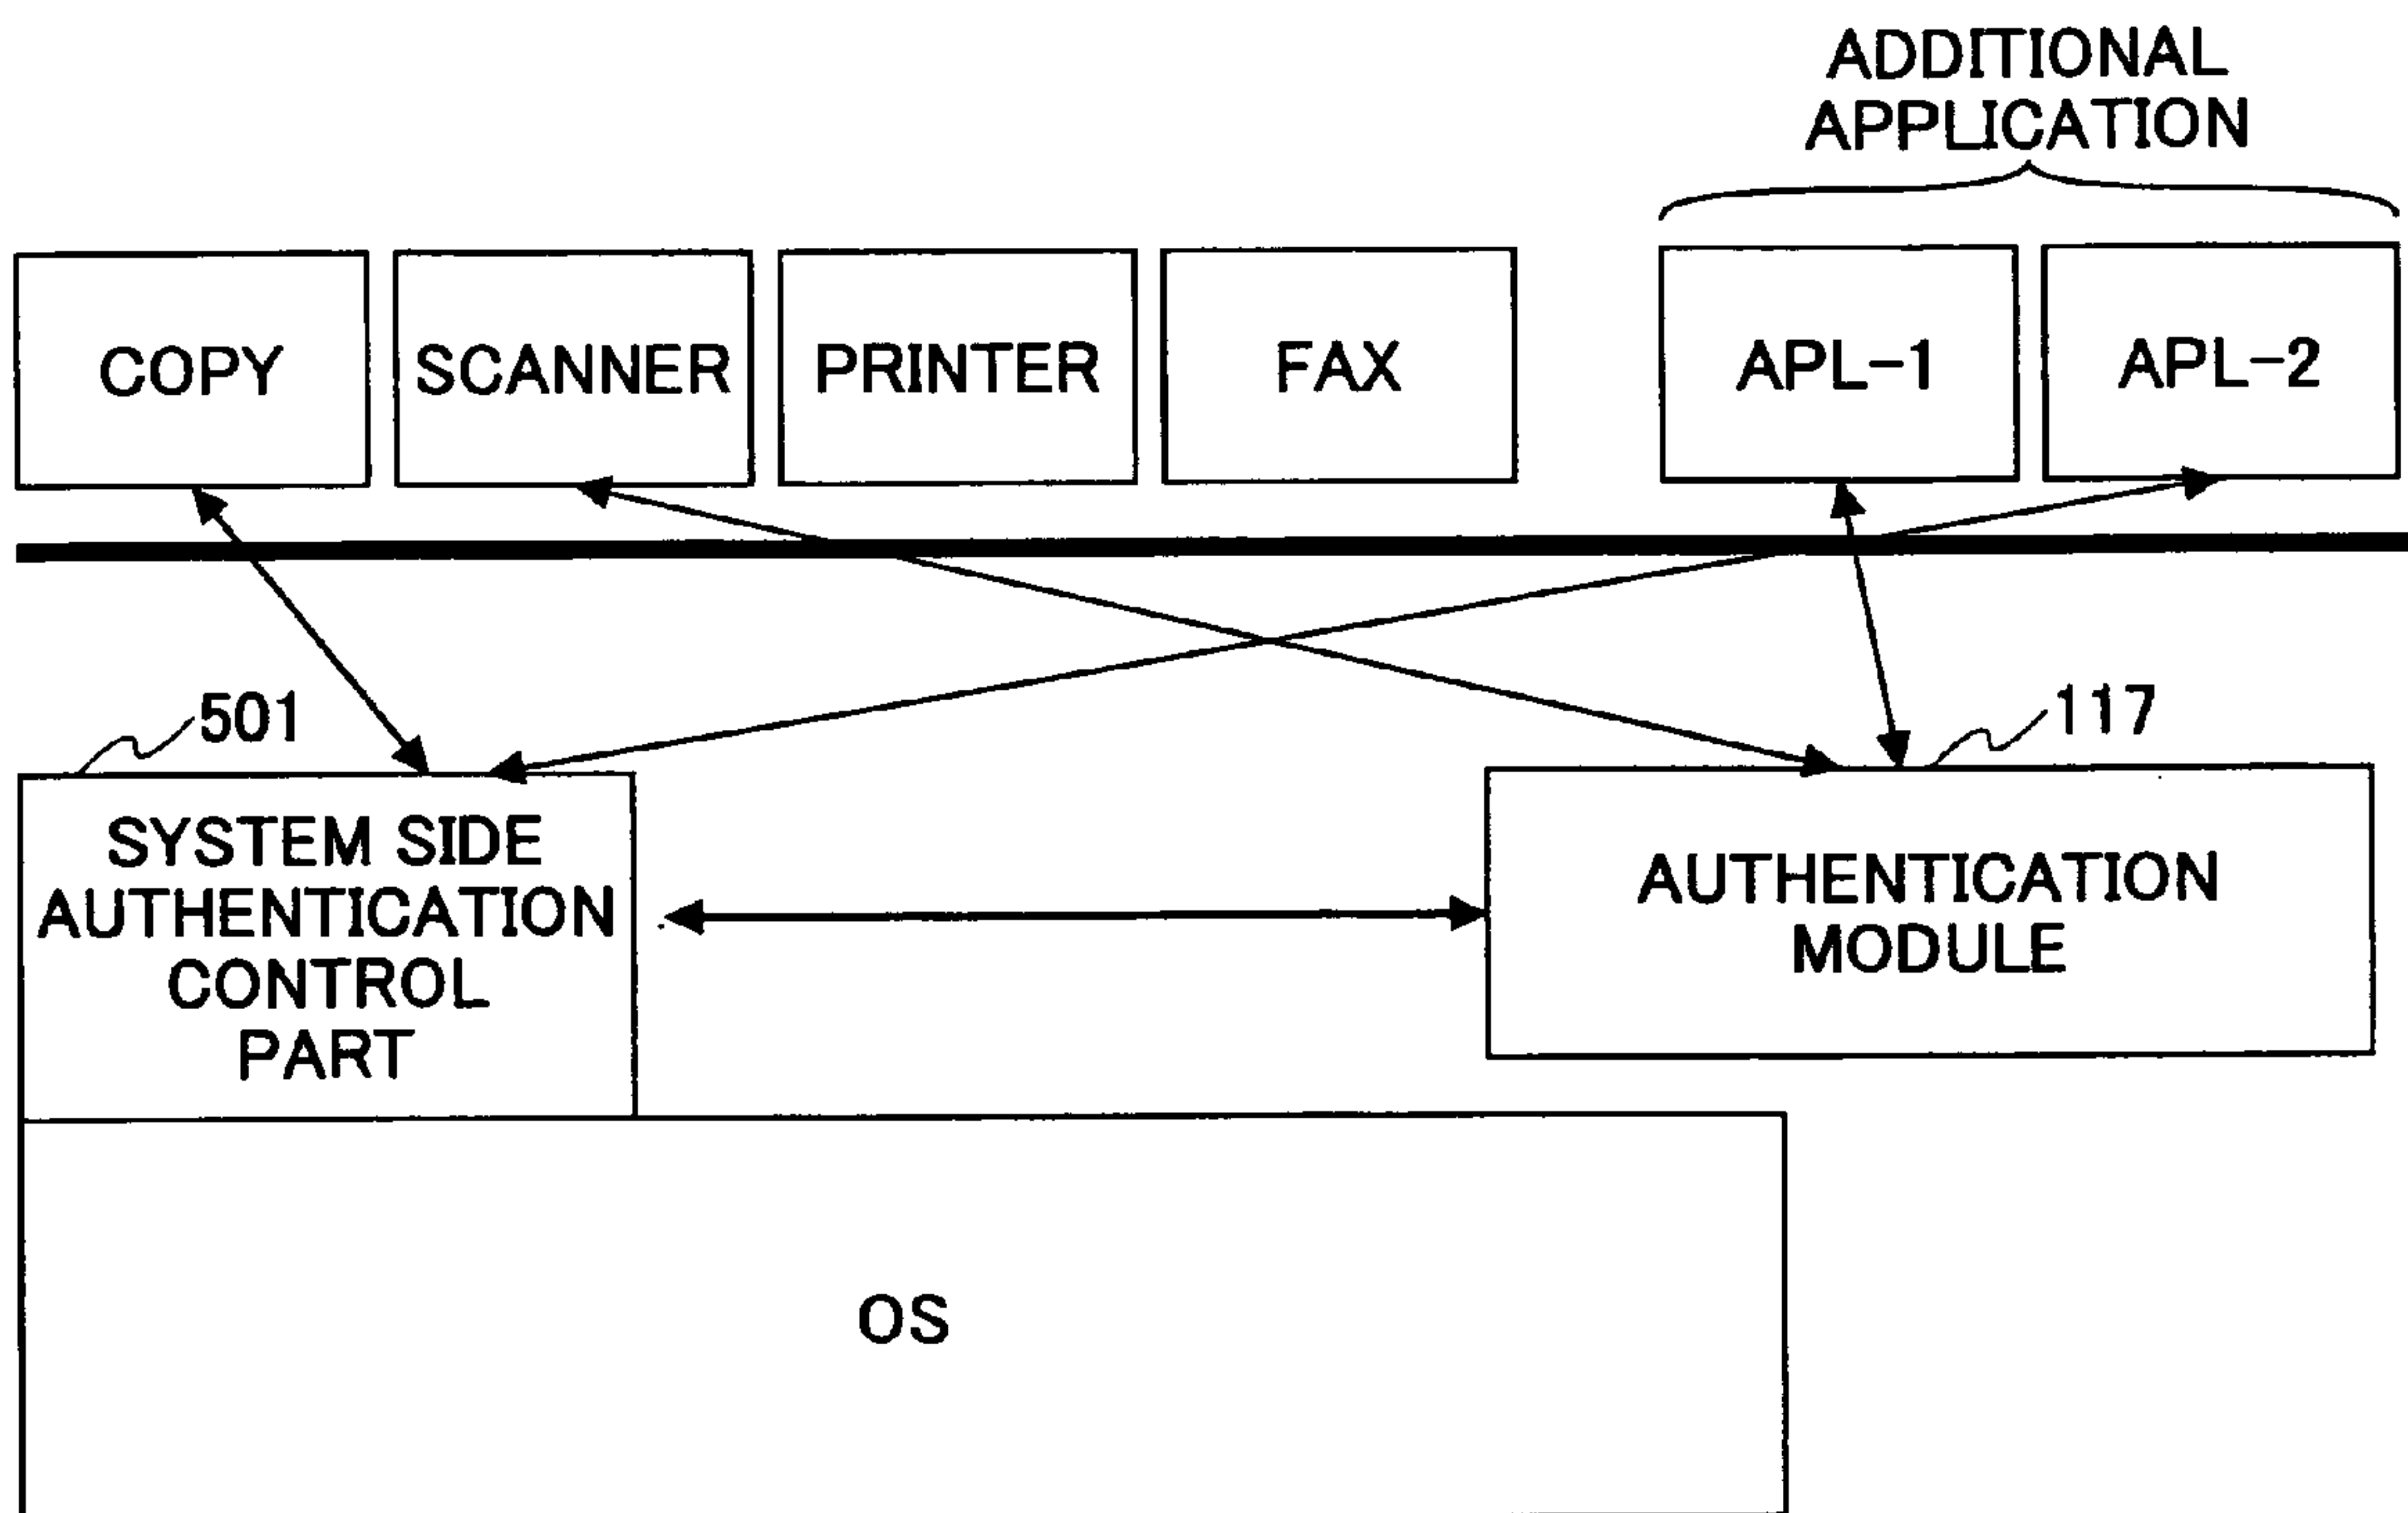 ADDITIONAL
APPLICATION
COPY
SCANNER
PRINTER
FAX
APL-1
APL-2
501
117
SYSTEM SIDE
AUTHENTICATION
CONTROL
PART
AUTHENTICATION
MODULE
OS